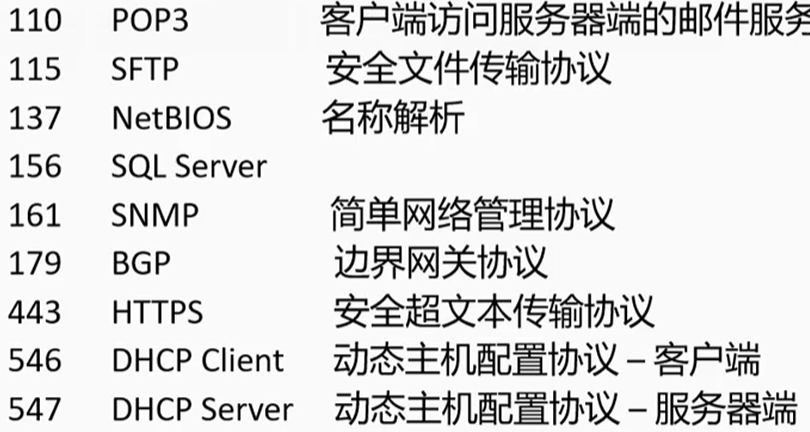 110 POP3 客户端访问服务器端的邮件服务
115 SFTP 安全文件传输协议
137 NetBIOS 名称解析
156 SQL Server
161 SNMP 简单网络管理协议
179 BGP 边界网关协议
443 HTTPS 安全超文本传输协议
546 DHCP Client 动态主机配置协议 – 客户端
547 DHCP Server 动态主机配置协议 – 服务器端